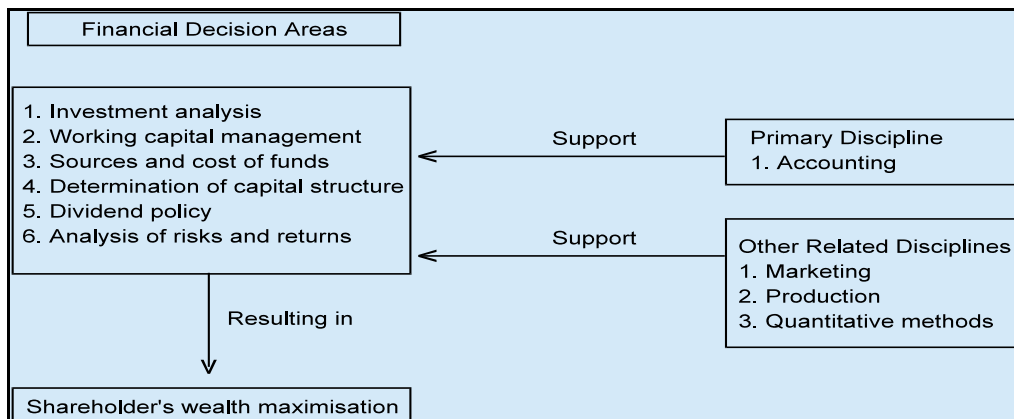 Financial Decision Areas
1. Investment analysis
2. Working capital management
3. Sources and cost of funds
4. Determination of capital structure
5. Dividend policy
6. Analysis of risks and returns
Support
Primary Discipline
1. Accounting
Support
Other Related Disciplines
1. Marketing
2. Production
3. Quantitative methods
Resulting in
Shareholder's wealth maximisation